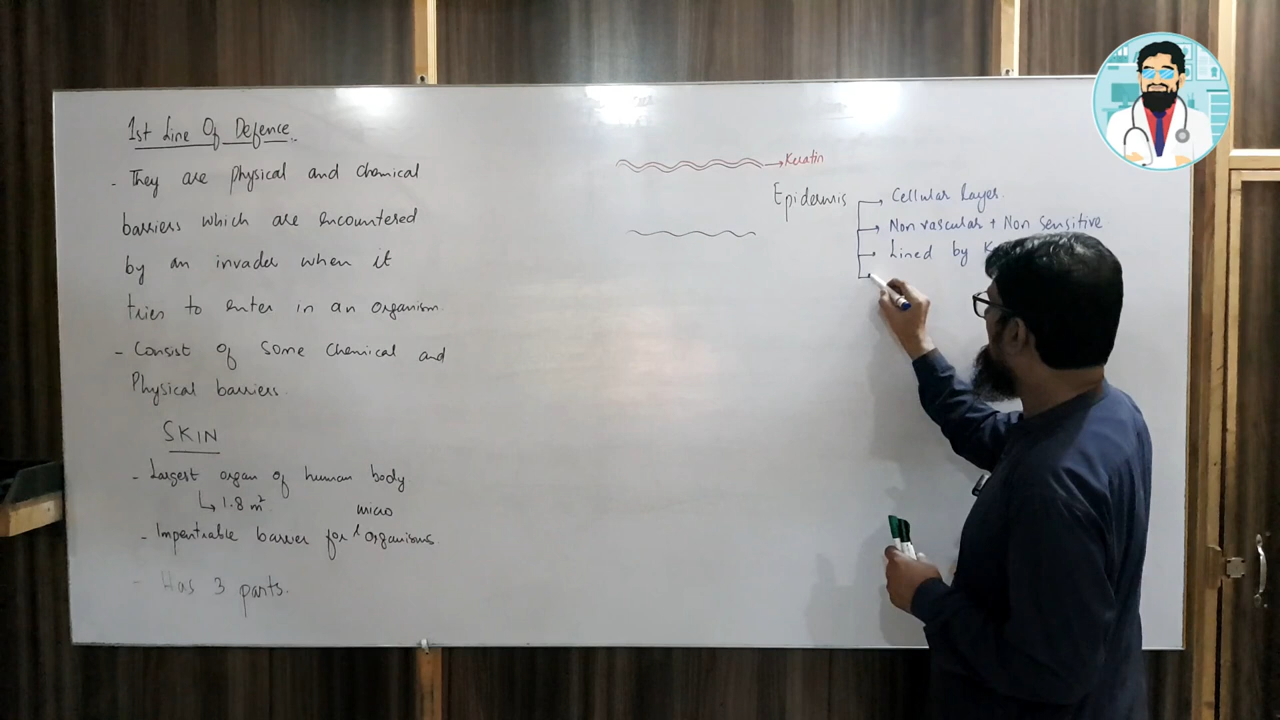 1st Line Of Defence
- They are physical and chemical
barriers which are encountered
by an invader when it
tries to enter in an organism.
- Consist of Some Chemical and
Physical barriers.
SKIN
- Largest organ of human body
↳ 1.8 m²
micro
- Impentrable barrier for organisms.
- Has 3 parts.
→ Keratin
Epidermis
Cellular Layer.
Non vascular + Non Sensitive
Lined by